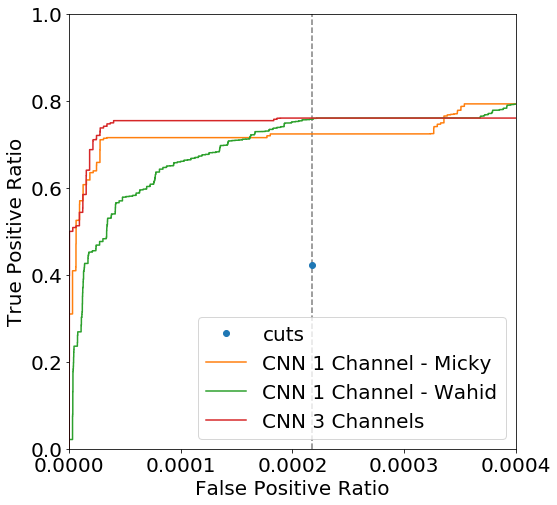 1.0
0.8
0.6
0.4
0.2
0.0
True Positive Ratio
cuts
CNN 1 Channel - Micky
CNN 1 Channel - Wahid
CNN 3 Channels
0.0000 0.0001 0.0002 0.0003 0.0004
False Positive Ratio